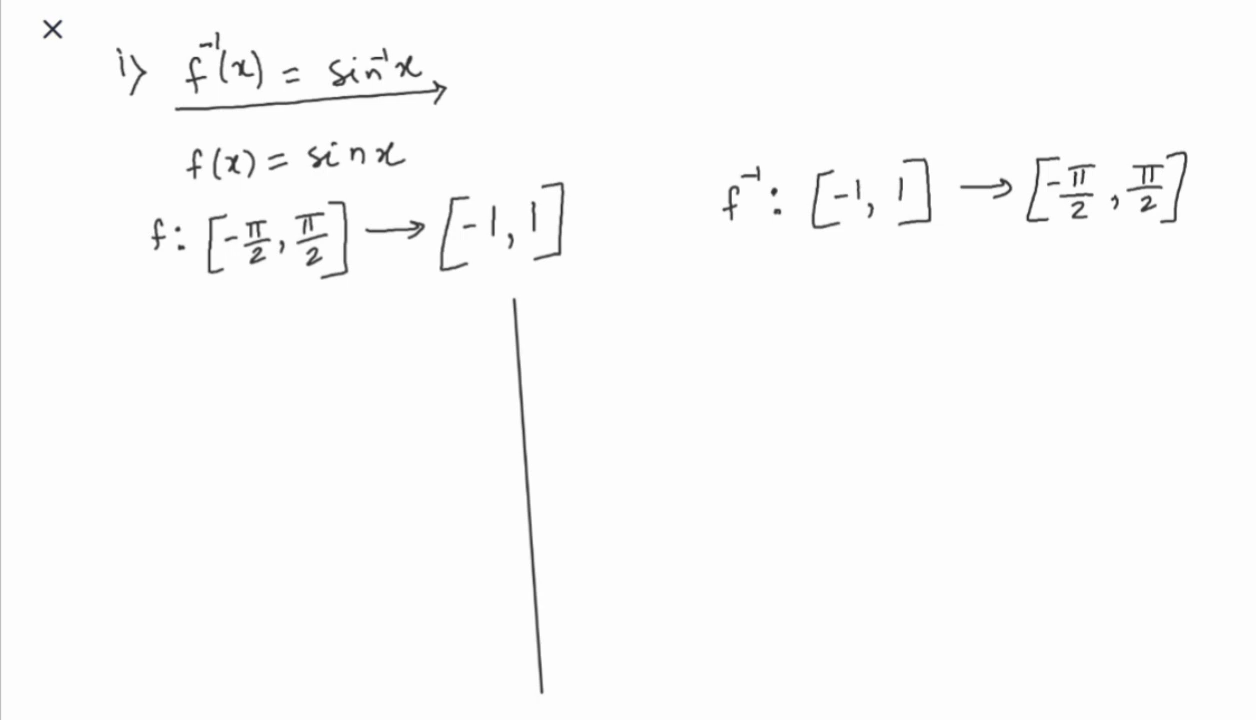 ×
i) f⁻¹(x) = sin⁻¹x
f(x) = sin x
f: [-π/2, π/2] → [-1, 1]
f⁻¹: [-1, 1] → [-π/2, π/2]